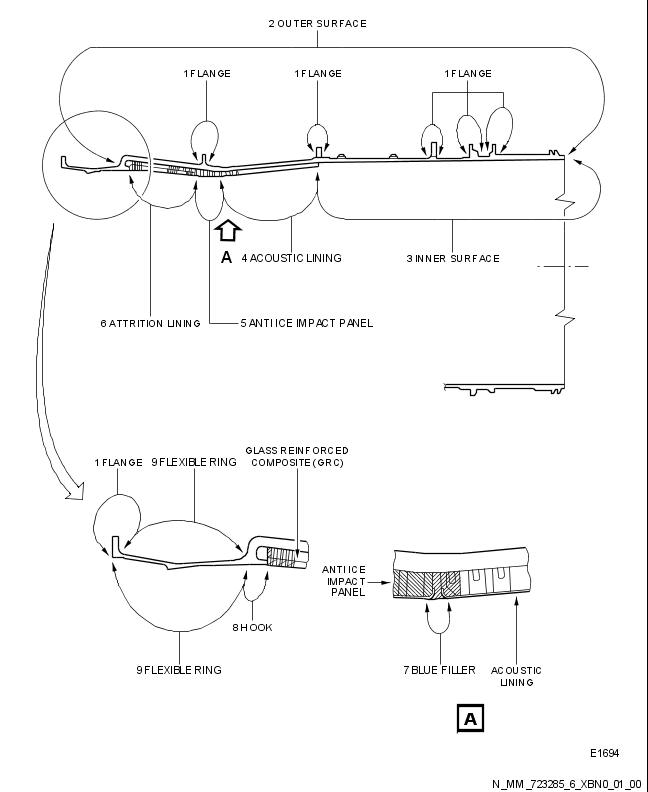 2 OUTER SURFACE
1 FLANGE
1 FLANGE
1 FLANGE
A
4 ACOUSTIC LINING
3 INNER SURFACE
6 ATTRITION LINING
5 ANTI ICE IMPACT PANEL
1 FLANGE
9 FLEXIBLE RING
GLASS REINFORCED
COMPOSITE (GRC)
ANTI ICE
IMPACT
PANEL
8 HOOK
9 FLEXIBLE RING
7 BLUE FILLER
ACOUSTIC
LINING
A
E1694
N_MM_723285_6_XBN0_01_00